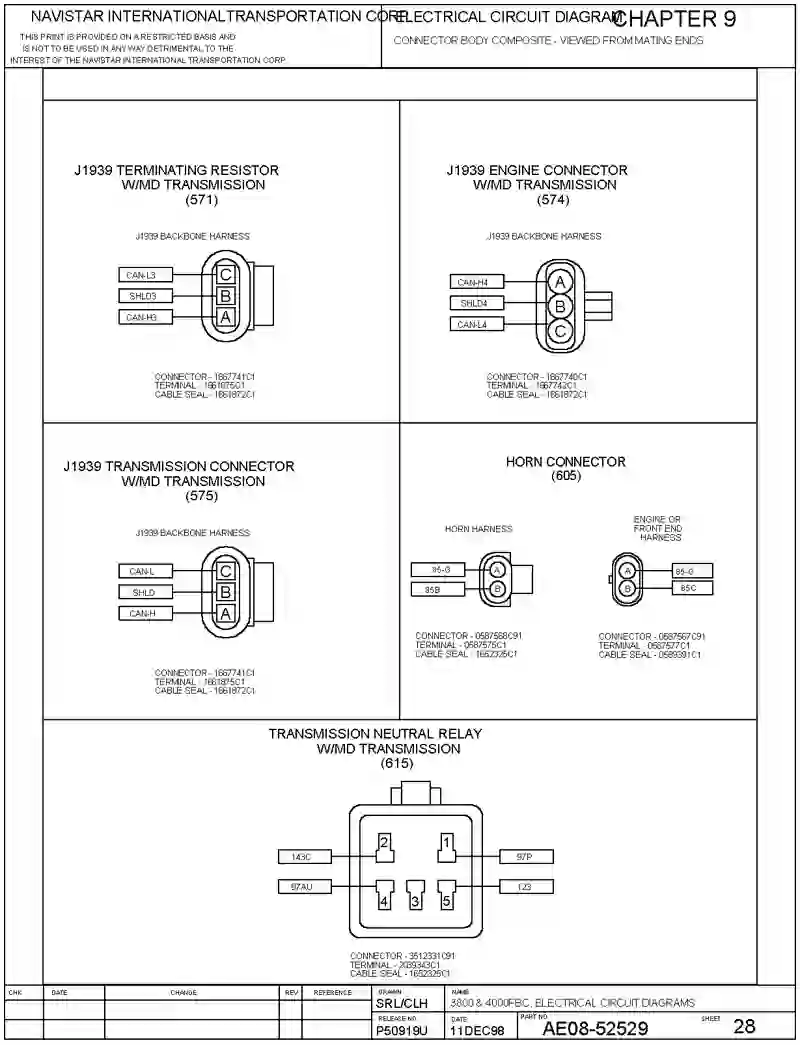 NAVISTAR INTERNATIONAL TRANSPORTATION CORP.
THIS PRINT IS PROVIDED ON A RESTRICTED BASIS AND
IS NOT TO BE USED IN ANY WAY DETRIMENTAL TO THE
INTEREST OF THE NAVISTAR INTERNATIONAL TRANSPORTATION CORP
ELECTRICAL CIRCUIT DIAGRAM
CHAPTER 9
CONNECTOR BODY COMPOSITE - VIEWED FROM MATING ENDS
J1939 TERMINATING RESISTOR
W/MD TRANSMISSION
(571)
J1939 BACKBONE HARNESS
CAN-L3
C
SHLD3
B
CAN-H3
A
CONNECTOR - 1667741C1
TERMINAL - 1661875C1
CABLE SEAL - 1661872C1
J1939 ENGINE CONNECTOR
W/MD TRANSMISSION
(574)
J1939 BACKBONE HARNESS
CAN-H4
A
SHLD4
B
CAN-L4
C
CONNECTOR - 1667740C1
TERMINAL - 1667742C1
CABLE SEAL - 1661872C1
J1939 TRANSMISSION CONNECTOR
W/MD TRANSMISSION
(575)
J1939 BACKBONE HARNESS
CAN-L
C
SHLD
B
CAN-H
A
CONNECTOR - 1667741C1
TERMINAL - 1661875C1
CABLE SEAL - 1661872C1
HORN CONNECTOR
(605)
HORN HARNESS
85-G
A
85B
B
CONNECTOR - 0587568C91
TERMINAL - 0587575C1
CABLE SEAL - 1652325C1
ENGINE OR
FRONT END
HARNESS
A
85-G
B
85C
CONNECTOR - 0587567C91
TERMINAL - 0587577C1
CABLE SEAL - 0589391C1
TRANSMISSION NEUTRAL RELAY
W/MD TRANSMISSION
(615)
143C
2
1
97P
97AU
4
3
5
123
CONNECTOR - 3512331C91
TERMINAL - 2039343C1
CABLE SEAL - 1652325C1
CHK
DATE
CHANGE
REV
REFERENCE
DRAWN
SRL/CLH
NAME
3800 & 4000FBC, ELECTRICAL CIRCUIT DIAGRAMS
RELEASE NO.
P50919U
DATE
11DEC98
PART NO.
AE08-52529
SHEET
28